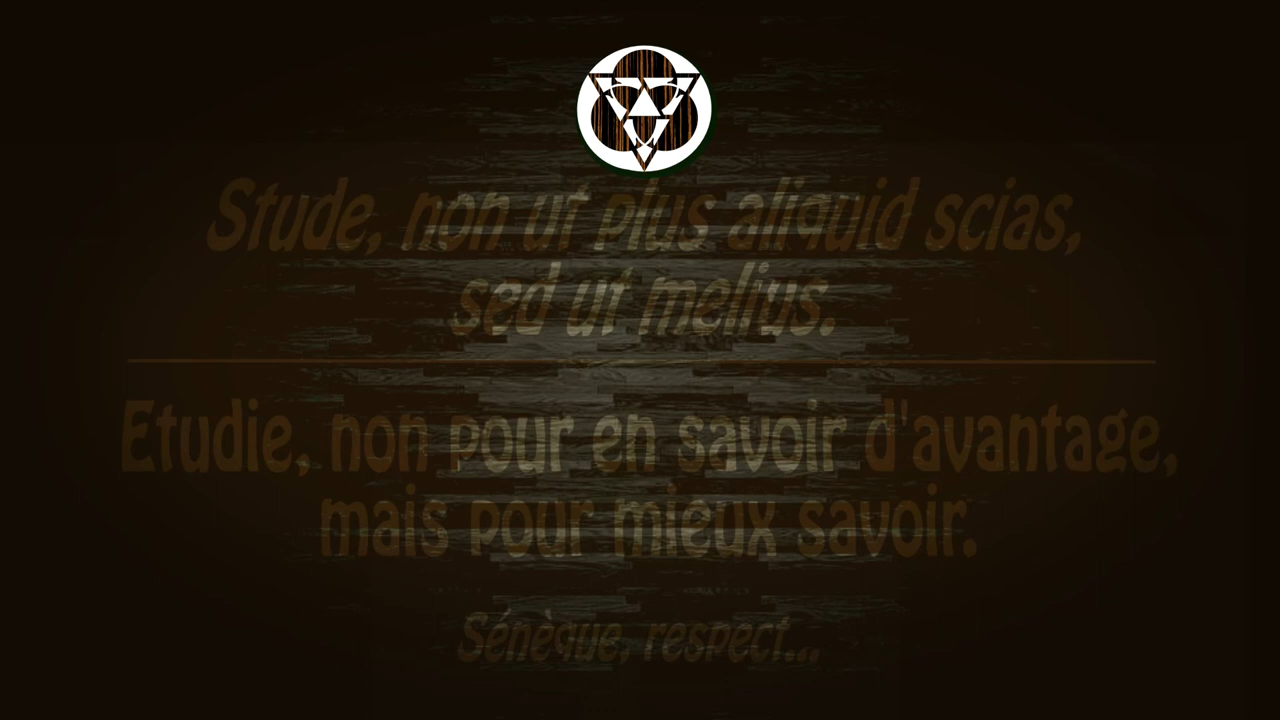 Stude, non ut plus aliquid scias,
sed ut melius.
Etudie, non pour en savoir d'avantage,
mais pour mieux savoir.
Sénèque, respect...